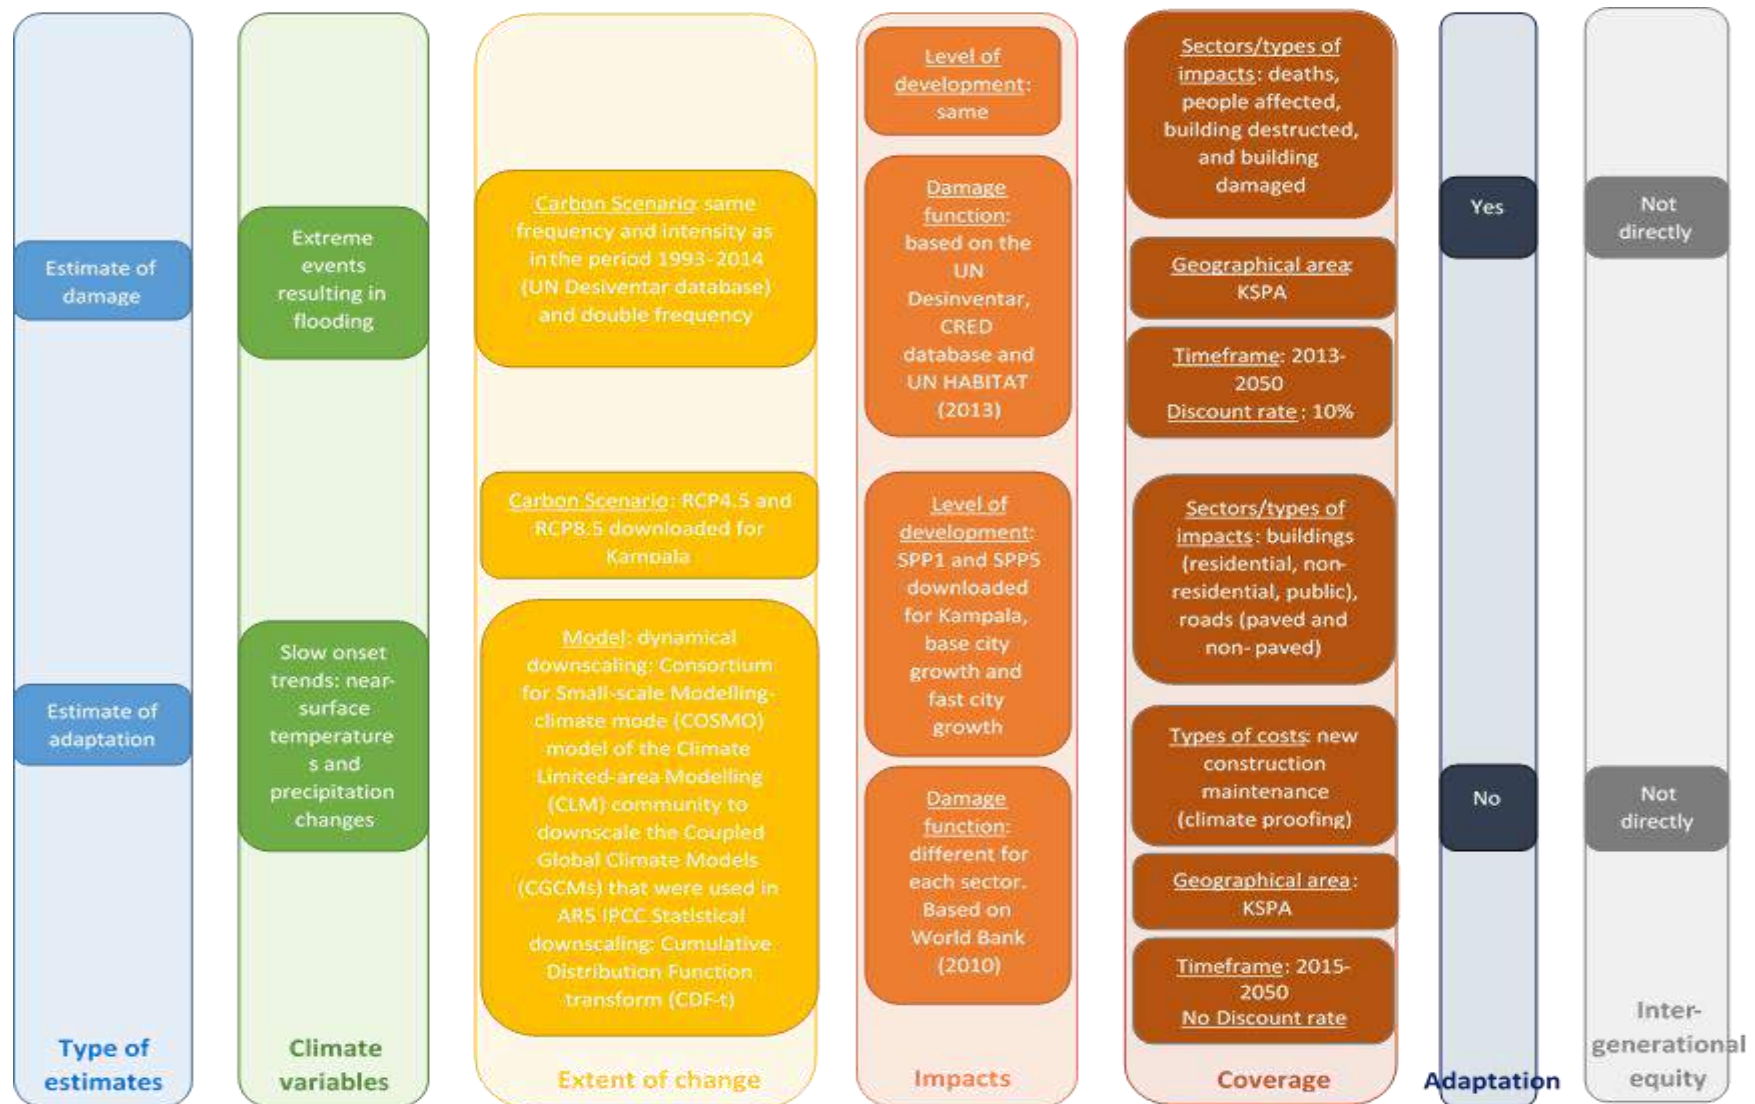 Estimate of
damage
Estimate of
adaptation
Type of
estimates
Extreme
events
resulting in
flooding
Slow onset
trends: near-
surface
temperature
s and
precipitation
changes
Climate
variables
Carbon Scenario: same
frequency and intensity as
in the period 1993-2014
(UN Desiventar database)
and double frequency
Carbon Scenario: RCP4.5 and
RCP8.5 downloaded for
Kampala
Model: dynamical
downscaling: Consortium
for Small-scale Modelling-
climate mode (COSMO)
model of the Climate
Limited-area Modelling
(CLM) community to
downscale the Coupled
Global Climate Models
(CGCMs) that were used in
AR5 IPCC Statistical
downscaling: Cumulative
Distribution Function
transform (CDF-t)
Extent of change
Level of
development:
same
Damage
function:
based on the
UN
Desinventar,
CRED
database and
UN HABITAT
(2013)
Level of
development:
SPP1 and SPP5
downloaded
for Kampala,
base city
growth and
fast city
growth
Damage
function:
different for
each sector.
Based on
World Bank
(2010)
Impacts
Sectors/types of
impacts: deaths,
people affected,
building destructed,
and building
damaged
Geographical area:
KSPA
Timeframe: 2013-
2050
Discount rate : 10%
Sectors/types of
impacts: buildings
(residential, non-
residential, public),
roads (paved and
non- paved)
Types of costs: new
construction
maintenance
(climate proofing)
Geographical area:
KSPA
Timeframe: 2015-
2050
No Discount rate
Coverage
Yes
No
Adaptation
Not
directly
Not
directly
Inter-
generational
equity